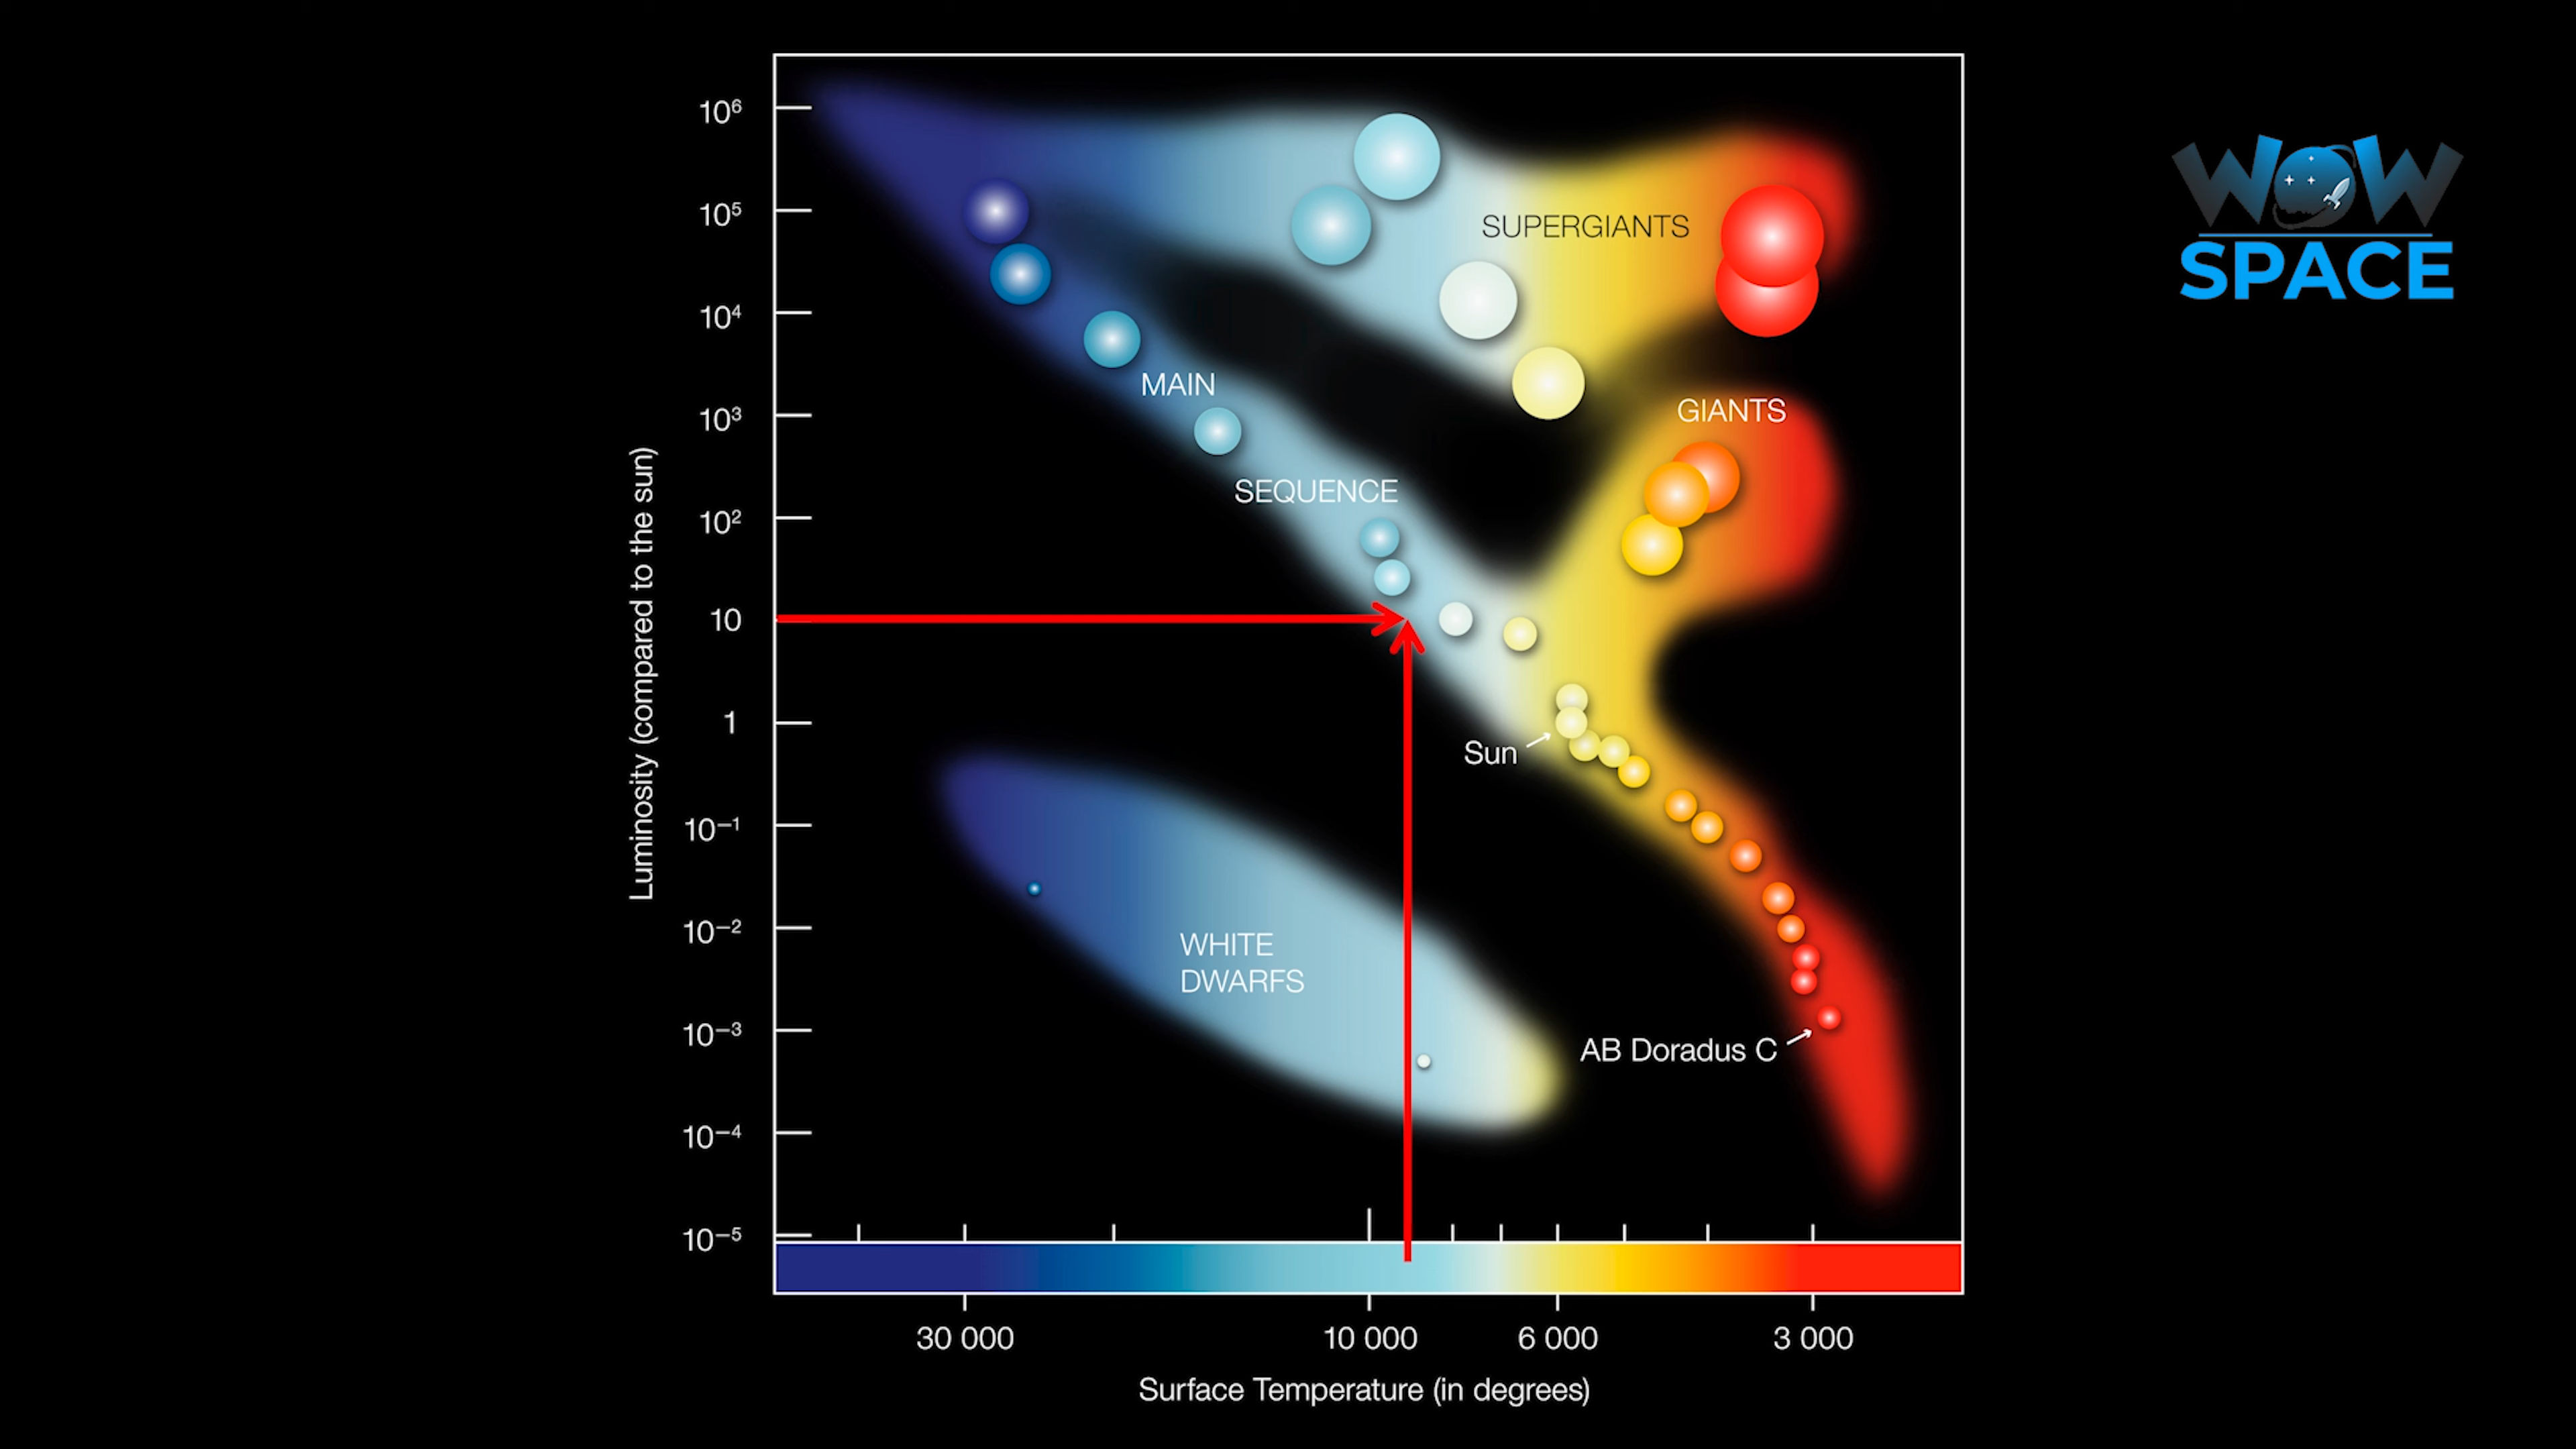 WOW
SPACE
10⁶
10⁵
10⁴
10³
10²
10
1
10⁻¹
10⁻²
10⁻³
10⁻⁴
10⁻⁵
Luminosity (compared to the sun)
SUPERGIANTS
MAIN
GIANTS
SEQUENCE
Sun
WHITE
DWARFS
AB Doradus C
30 000 10 000 6 000 3 000
Surface Temperature (in degrees)